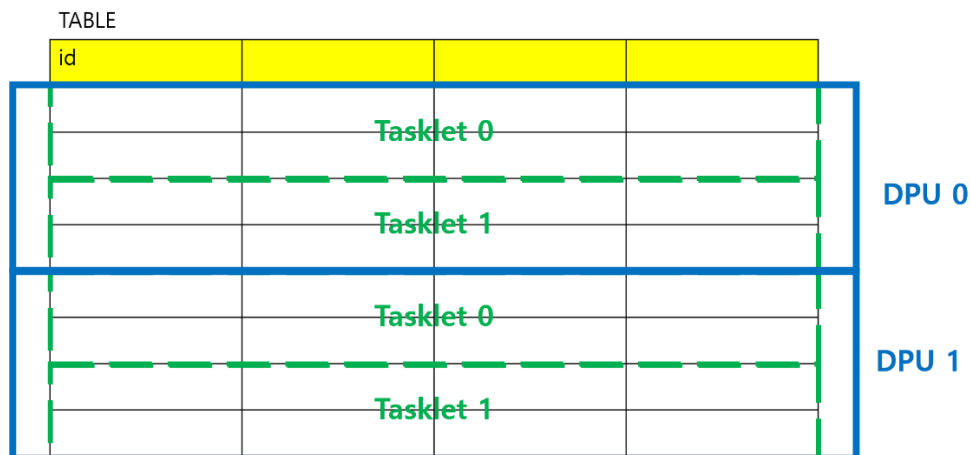 TABLE
id
Tasklet 0
DPU 0
Tasklet 1
Tasklet 0
DPU 1
Tasklet 1